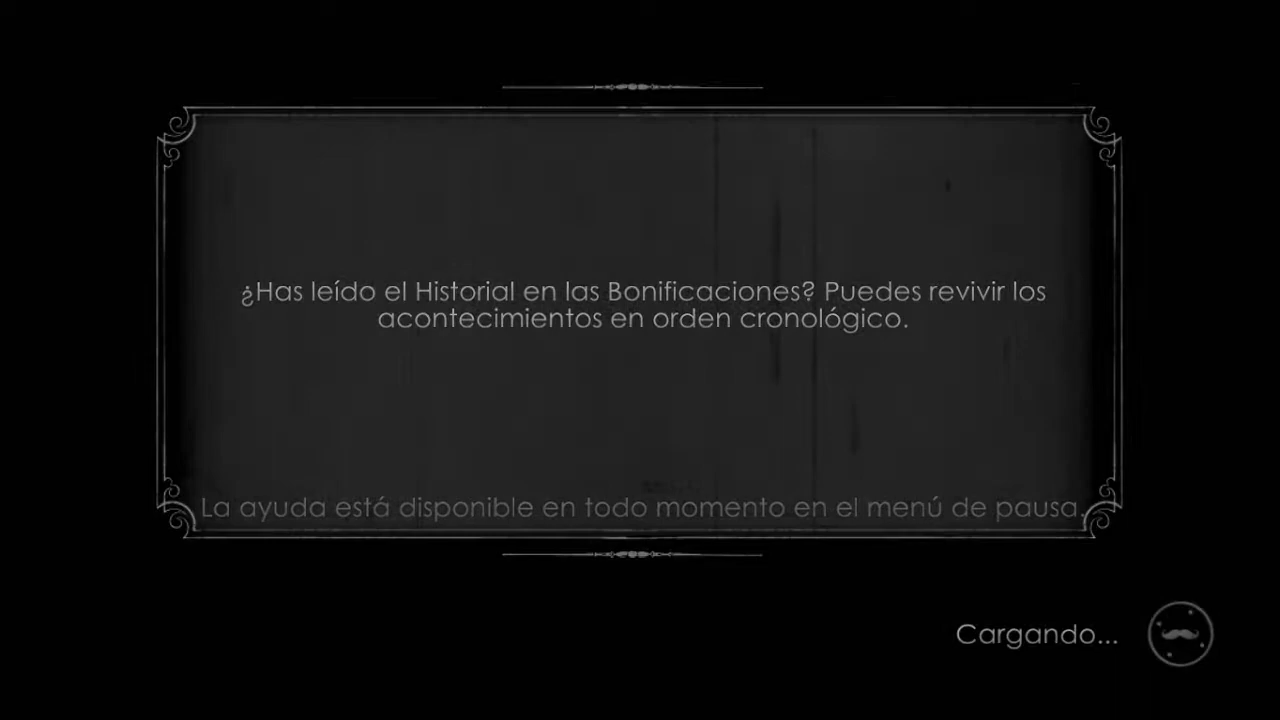 ¿Has leído el Historial en las Bonificaciones? Puedes revivir los
acontecimientos en orden cronológico.
La ayuda está disponible en todo momento en el menú de pausa.
Cargando...